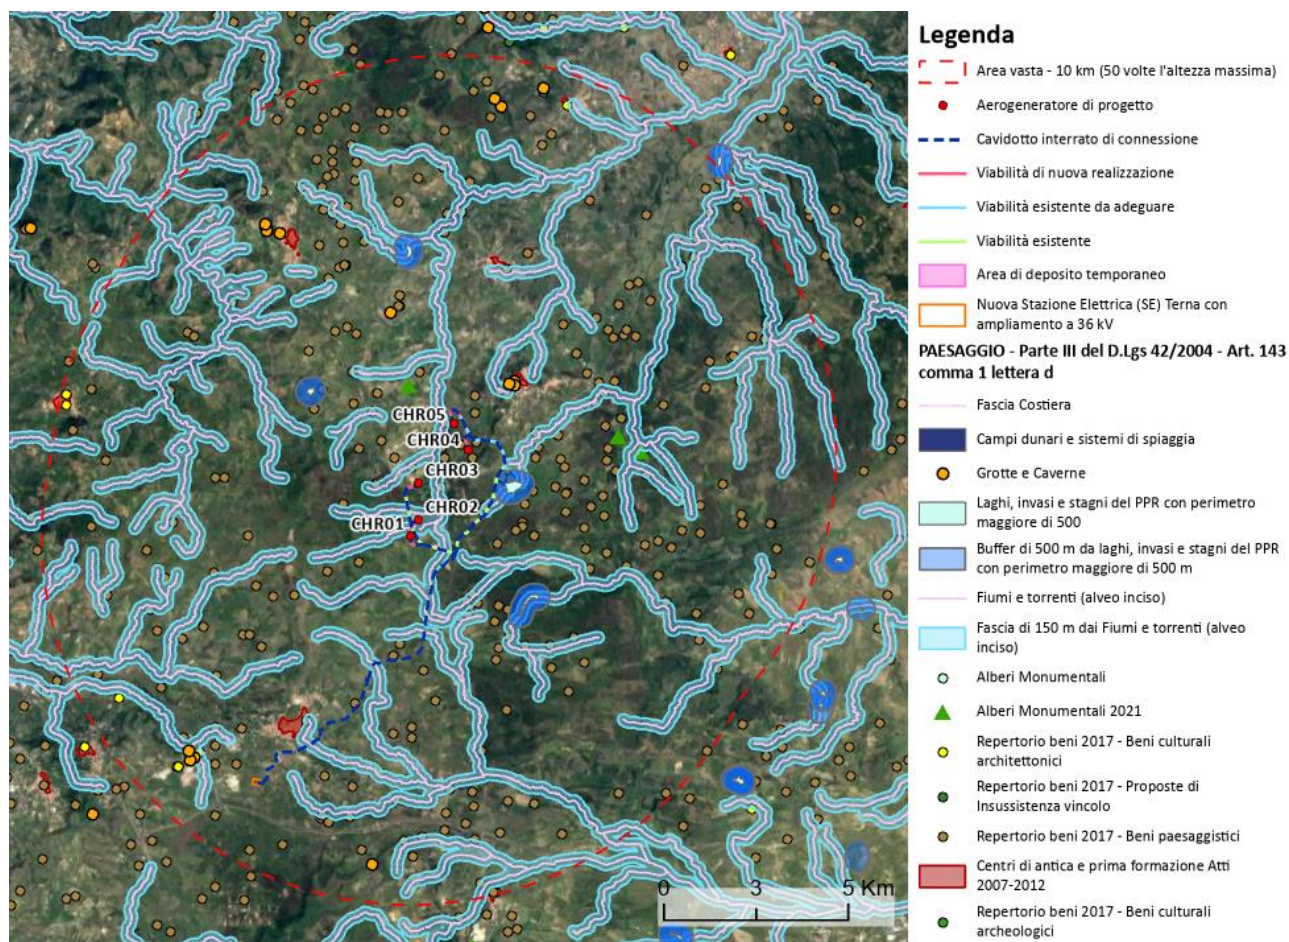 CHR05
CHR04
CHR03
CHR02
CHR01
0 3 5 Km
Legenda
Area vasta - 10 km (50 volte l'altezza massima)
Aerogeneratore di progetto
Cavidotto interrato di connessione
Viabilità di nuova realizzazione
Viabilità esistente da adeguare
Viabilità esistente
Area di deposito temporaneo
Nuova Stazione Elettrica (SE) Terna con
ampliamento a 36 kV
PAESAGGIO - Parte III del D.Lgs 42/2004 - Art. 143
comma 1 lettera d
Fascia Costiera
Campi dunari e sistemi di spiaggia
Grotte e Caverne
Laghi, invasi e stagni del PPR con perimetro
maggiore di 500
Buffer di 500 m da laghi, invasi e stagni del PPR
con perimetro maggiore di 500 m
Fiumi e torrenti (alveo inciso)
Fascia di 150 m dai Fiumi e torrenti (alveo
inciso)
Alberi Monumentali
Alberi Monumentali 2021
Repertorio beni 2017 - Beni culturali
architettonici
Repertorio beni 2017 - Proposte di
Insussistenza vincolo
Repertorio beni 2017 - Beni paesaggistici
Centri di antica e prima formazione Atti
2007-2012
Repertorio beni 2017 - Beni culturali
archeologici